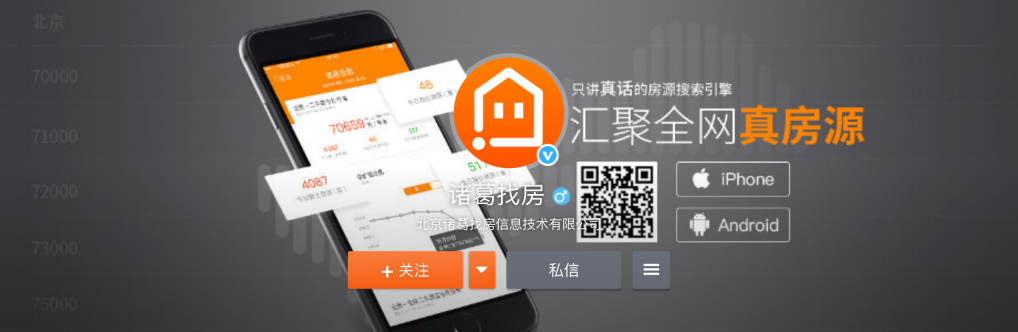 北京
70000
71000
72000
73000
75000
70659
4087
46
只讲真话的房源搜索引擎
汇聚全网真房源
iPhone
Android
诸葛找房
北京诸葛找房信息技术有限公司
+关注
私信